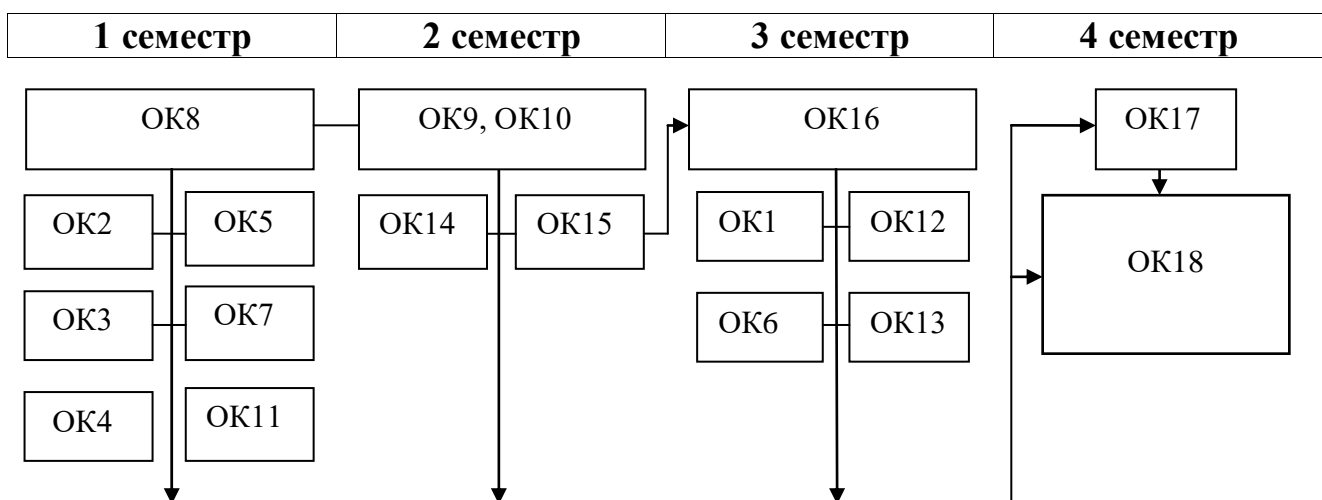 1 семестр 2 семестр 3 семестр 4 семестр
ОК8 ОК9, ОК10 ОК16 ОК17
ОК2 ОК5 ОК14 ОК15 ОК1 ОК12
ОК18
ОК3 ОК7 ОК6 ОК13
ОК4 ОК11